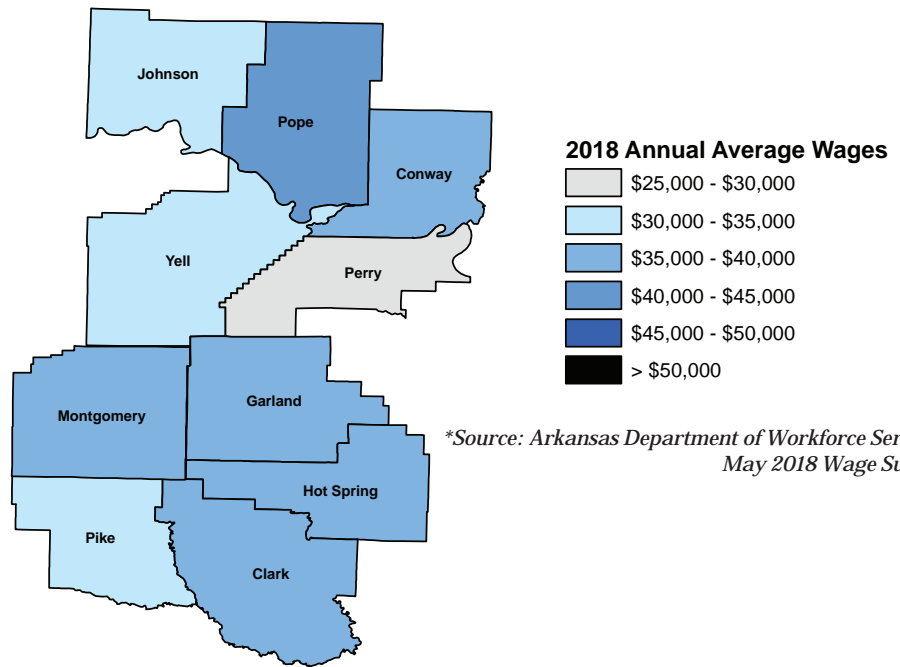 Johnson
Pope
Conway
Yell
Perry
Montgomery
Garland
Hot Spring
Pike
Clark
2018 Annual Average Wages
$25,000 - $30,000
$30,000 - $35,000
$35,000 - $40,000
$40,000 - $45,000
$45,000 - $50,000
> $50,000
*Source: Arkansas Department of Workforce Ser
May 2018 Wage Su